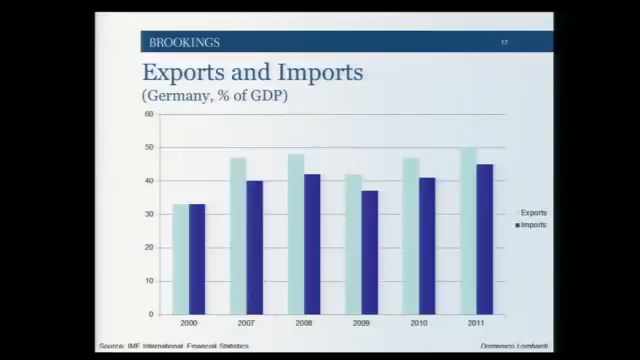 BROOKINGS 17
Exports and Imports
(Germany, % of GDP)
60
50
40
30
20
10
0
Exports
Imports
2000 2007 2008 2009 2010 2011
Source: IMF International Financial Statistics.
Domenico Lombardi